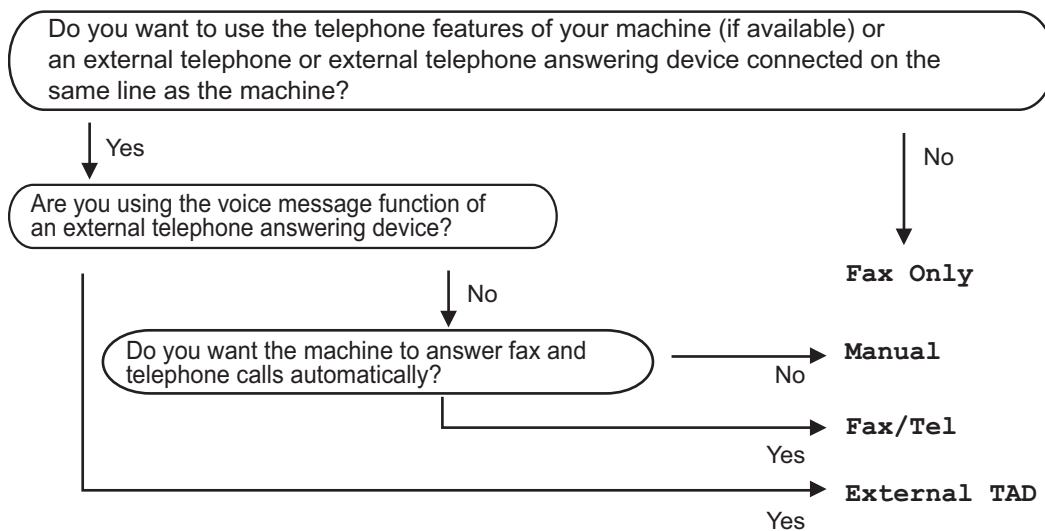 Do you want to use the telephone features of your machine (if available) or
an external telephone or external telephone answering device connected on the
same line as the machine?
Yes
No
Are you using the voice message function of
an external telephone answering device?
Fax Only
No
Do you want the machine to answer fax and
telephone calls automatically?
No
Manual
Yes
Fax/Tel
Yes
External TAD